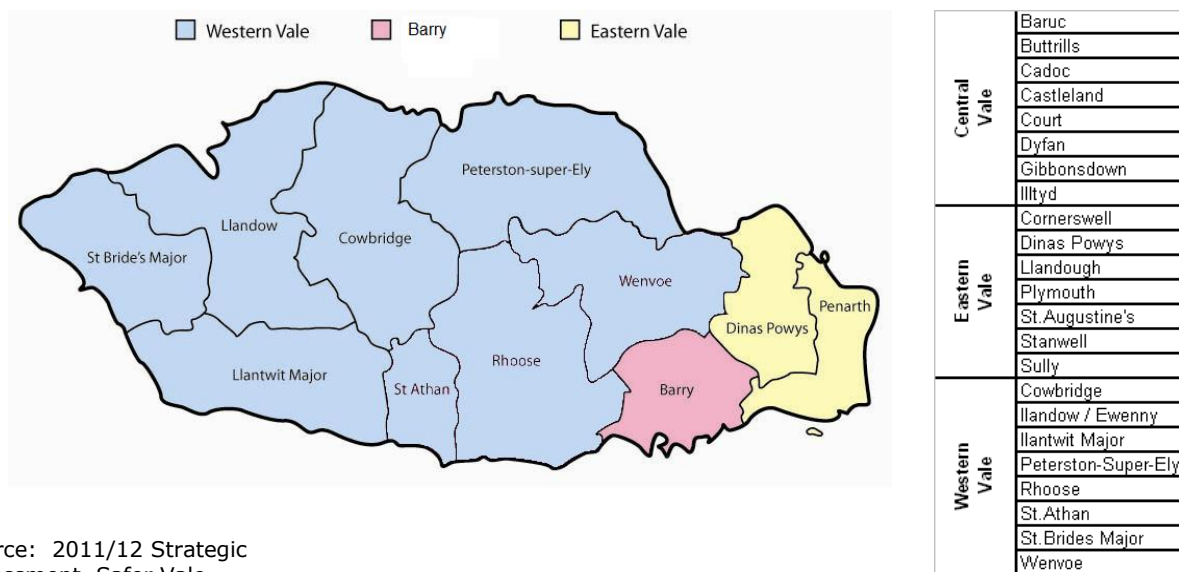 Western Vale
Barry
Eastern Vale
Peterston-super-Ely
Llandow
Cowbridge
St Bride's Major
Wenvoe
Penarth
Dinas Powys
Rhoose
Llantwit Major
St Athan
Barry
Central
Vale
Baruc
Buttrills
Cadoc
Castleland
Court
Dyfan
Gibbonsdown
Illtyd
Eastern
Vale
Cornerswell
Dinas Powys
Llandough
Plymouth
St.Augustine's
Stanwell
Sully
Western
Vale
Cowbridge
llandow / Ewenny
llantwit Major
Peterston-Super-Ely
Rhoose
St.Athan
St.Brides Major
Wenvoe
rce: 2011/12 Strategic